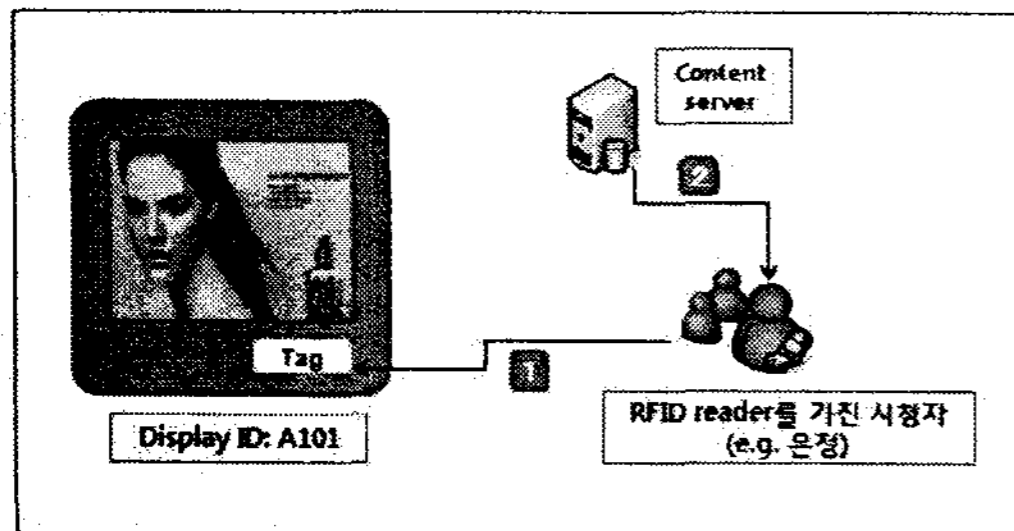 Content
server
2
Tag
1
Display ID: A101
RFID reader를 가진 시청자
(e.g. 은정)